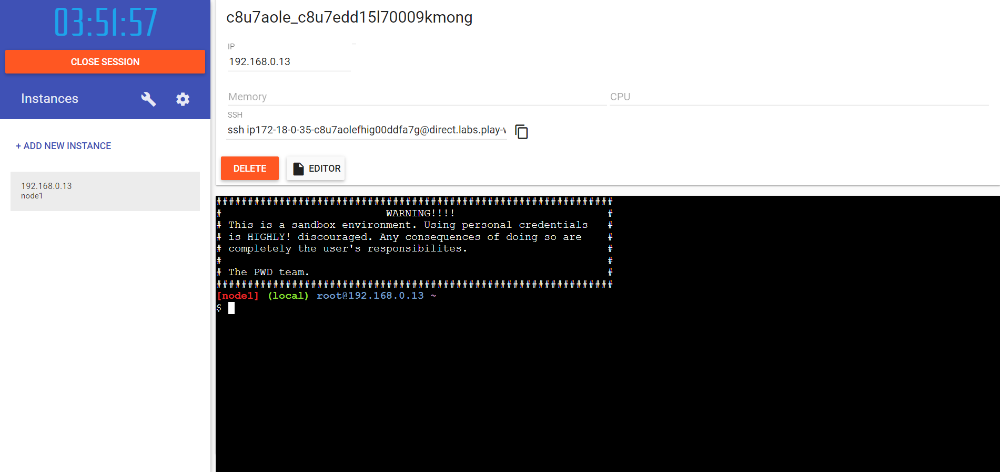 03:51:57
CLOSE SESSION
Instances
+ ADD NEW INSTANCE
192.168.0.13
node1
c8u7aole_c8u7edd15l70009kmong
IP
192.168.0.13
Memory
CPU
SSH
ssh ip172-18-0-35-c8u7aolefhig00ddfa7g@direct.labs.play-v
DELETE
EDITOR
###############################################################
# WARNING!!!! #
# This is a sandbox environment. Using personal credentials #
# is HIGHLY! discouraged. Any consequences of doing so are #
# completely the user's responsibilites. #
# #
# The PWD team. #
###############################################################
[node1] (local) root@192.168.0.13 ~
$